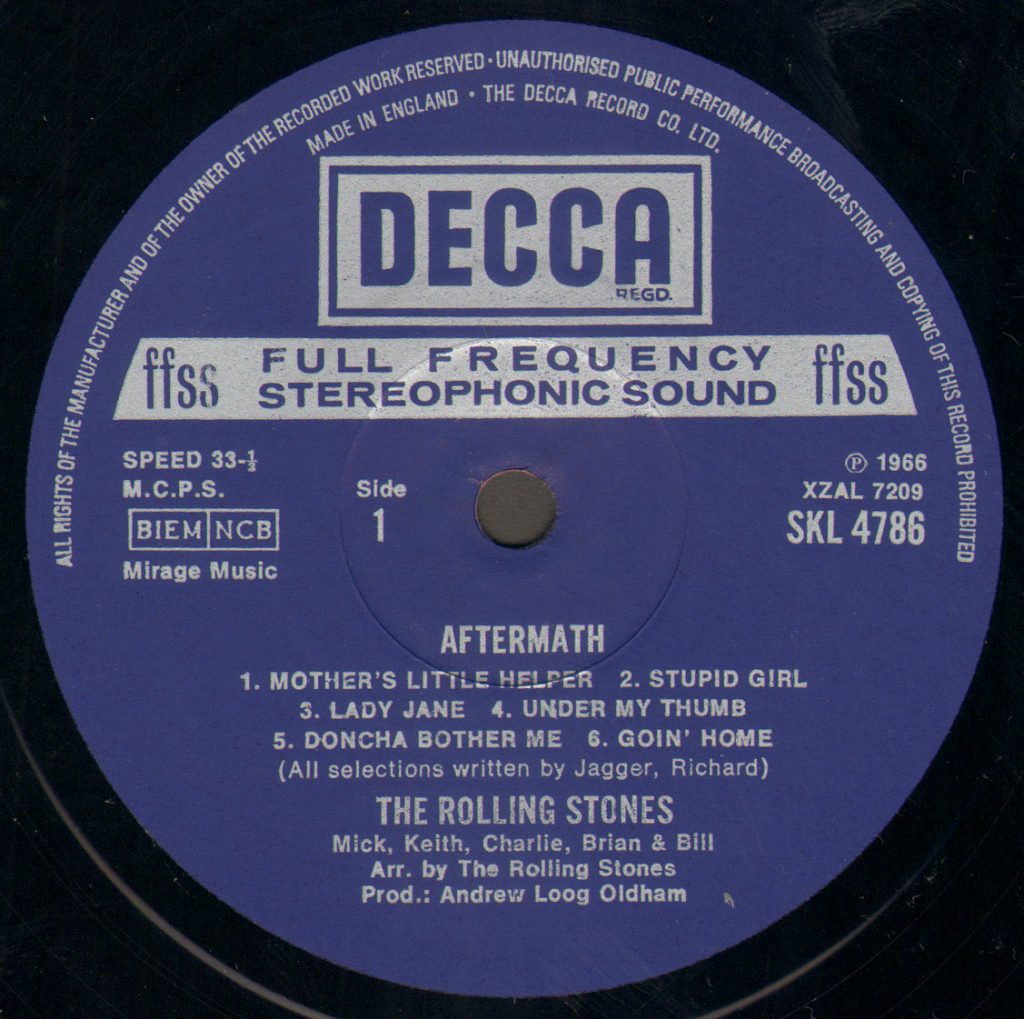 ALL RIGHTS OF THE MANUFACTURER AND OF THE OWNER OF THE RECORDED WORK RESERVED · UNAUTHORISED PUBLIC PERFORMANCE BROADCASTING AND COPYING OF THIS RECORD PROHIBITED
MADE IN ENGLAND · THE DECCA RECORD CO. LTD.
DECCA
REGD.
ffss FULL FREQUENCY STEREOPHONIC SOUND ffss
SPEED 33-⅓
M.C.P.S.
BIEM NCB
Mirage Music
Side
1
℗ 1966
XZAL 7209
SKL 4786
AFTERMATH
1. MOTHER'S LITTLE HELPER 2. STUPID GIRL
3. LADY JANE 4. UNDER MY THUMB
5. DONCHA BOTHER ME 6. GOIN' HOME
(All selections written by Jagger, Richard)
THE ROLLING STONES
Mick, Keith, Charlie, Brian & Bill
Arr. by The Rolling Stones
Prod.: Andrew Loog Oldham